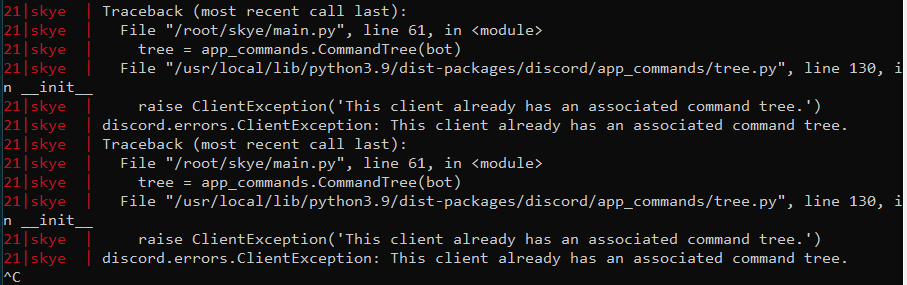 21|skye  | Traceback (most recent call last):
21|skye  |   File "/root/skye/main.py", line 61, in <module>
21|skye  |     tree = app_commands.CommandTree(bot)
21|skye  |   File "/usr/local/lib/python3.9/dist-packages/discord/app_commands/tree.py", line 130, i
n __init__
21|skye  |     raise ClientException('This client already has an associated command tree.')
21|skye  | discord.errors.ClientException: This client already has an associated command tree.
21|skye  | Traceback (most recent call last):
21|skye  |   File "/root/skye/main.py", line 61, in <module>
21|skye  |     tree = app_commands.CommandTree(bot)
21|skye  |   File "/usr/local/lib/python3.9/dist-packages/discord/app_commands/tree.py", line 130, i
n __init__
21|skye  |     raise ClientException('This client already has an associated command tree.')
21|skye  | discord.errors.ClientException: This client already has an associated command tree.
^C